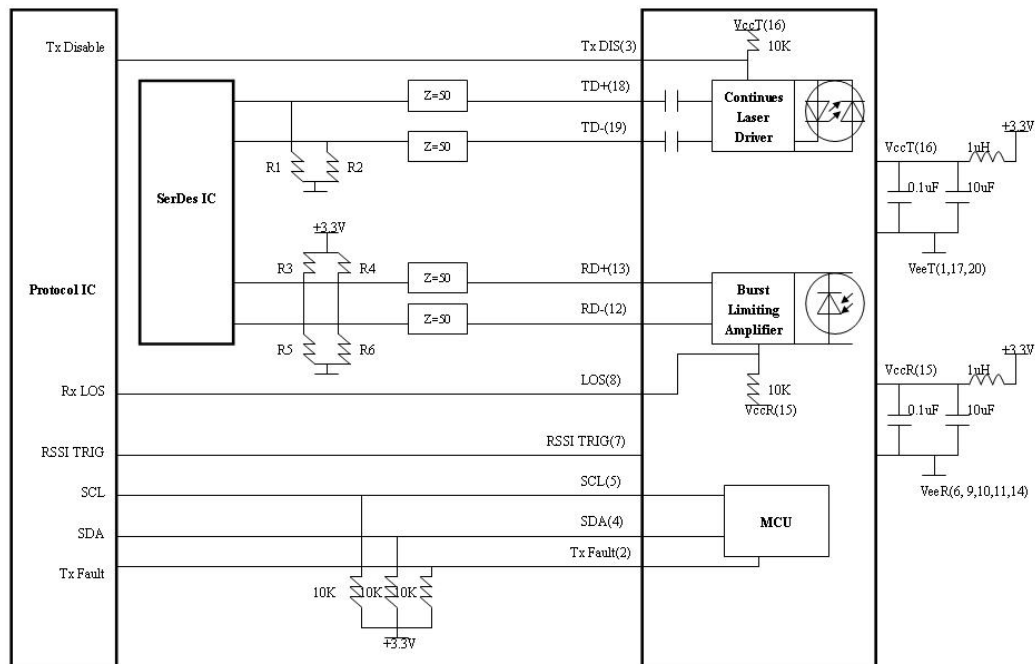 VccT(16)
Tx Disable
Tx DIS(3)
10K
TD+(18)
Z=50
Continues
Laser
Driver
TD-(19)
Z=50
+3.3V
VccT(16)
1uH
R1
R2
0.1uF
10uF
SerDes IC
+3.3V
VeeT(1,17,20)
R3
R4
RD+(13)
Z=50
Burst
Limiting
Amplifier
Protocol IC
RD-(12)
Z=50
R5
R6
+3.3V
VccR(15)
1uH
Rx LOS
LOS(8)
10K
VccR(15)
0.1uF
10uF
RSSI TRIG
RSSI TRIG(7)
SCL
SCL(5)
VeeR(6, 9,10,11,14)
SDA
SDA(4)
MCU
Tx Fault
Tx Fault(2)
10K
10K
10K
+3.3V